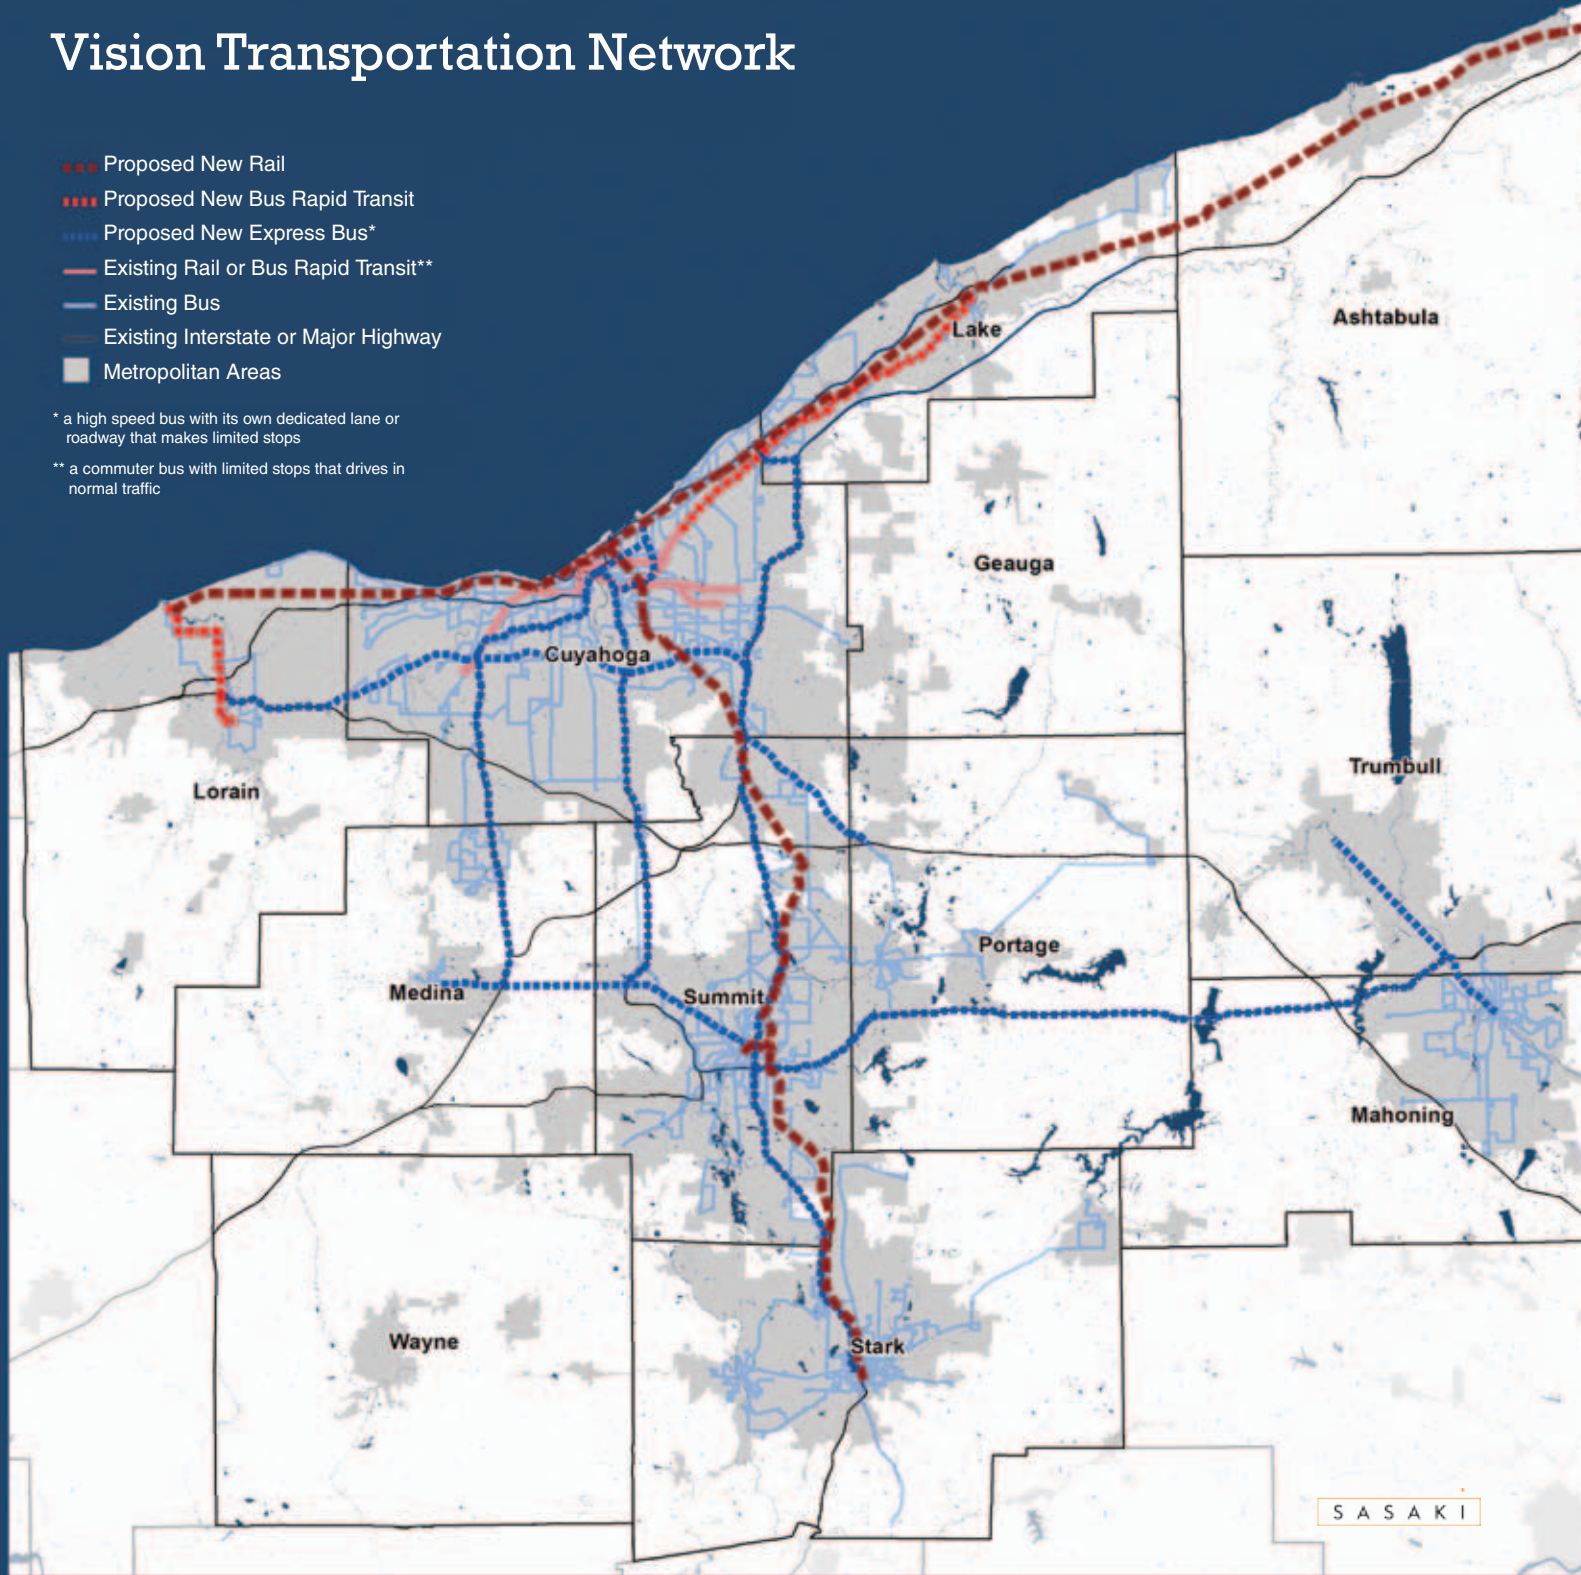 Vision Transportation Network
Proposed New Rail
Proposed New Bus Rapid Transit
Proposed New Express Bus*
Existing Rail or Bus Rapid Transit**
Existing Bus
Existing Interstate or Major Highway
Metropolitan Areas
* a high speed bus with its own dedicated lane or
roadway that makes limited stops
** a commuter bus with limited stops that drives in
normal traffic
Lake
Ashtabula
Geauga
Cuyahoga
Trumbull
Lorain
Portage
Medina
Summit
Mahoning
Wayne
Stark
SASAKI